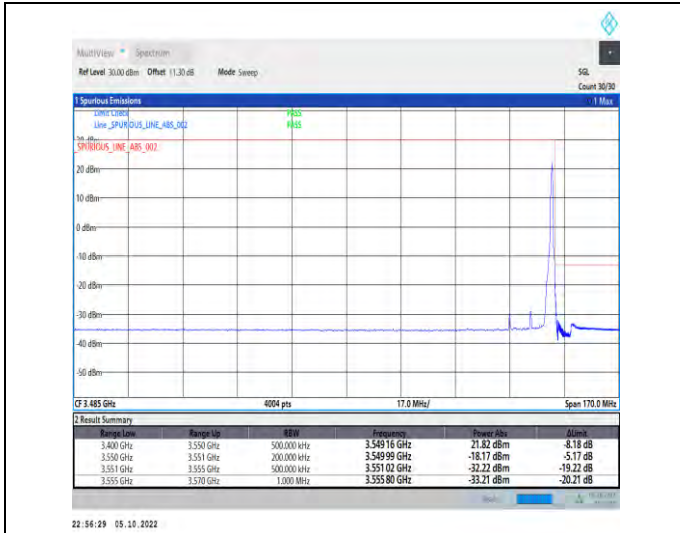 MultiView Spectrum
Ref Level 30.00 dBm Offset 11.30 dB Mode Sweep SGL
Count 30/30
1 Spurious Emissions 1 Max
Limit Check PASS
Line _SPURIOUS_LINE_ABS_002 PASS
_SPURIOUS_LINE_ABS_002
20 dBm
10 dBm
0 dBm
-10 dBm
-20 dBm
-30 dBm
-40 dBm
-50 dBm
CF 3.485 GHz 4004 pts 17.0 MHz/ Span 170.0 MHz
2 Result Summary
Range Low Range Up RBW Frequency Power Abs ΔLimit
3.400 GHz 3.550 GHz 500.000 kHz 3.549 16 GHz 21.82 dBm -8.18 dB
3.550 GHz 3.551 GHz 200.000 kHz 3.549 99 GHz -18.17 dBm -5.17 dB
3.551 GHz 3.555 GHz 500.000 kHz 3.551 02 GHz -32.22 dBm -19.22 dB
3.555 GHz 3.570 GHz 1.000 MHz 3.555 80 GHz -33.21 dBm -20.21 dB
22:56:29 05.10.2022